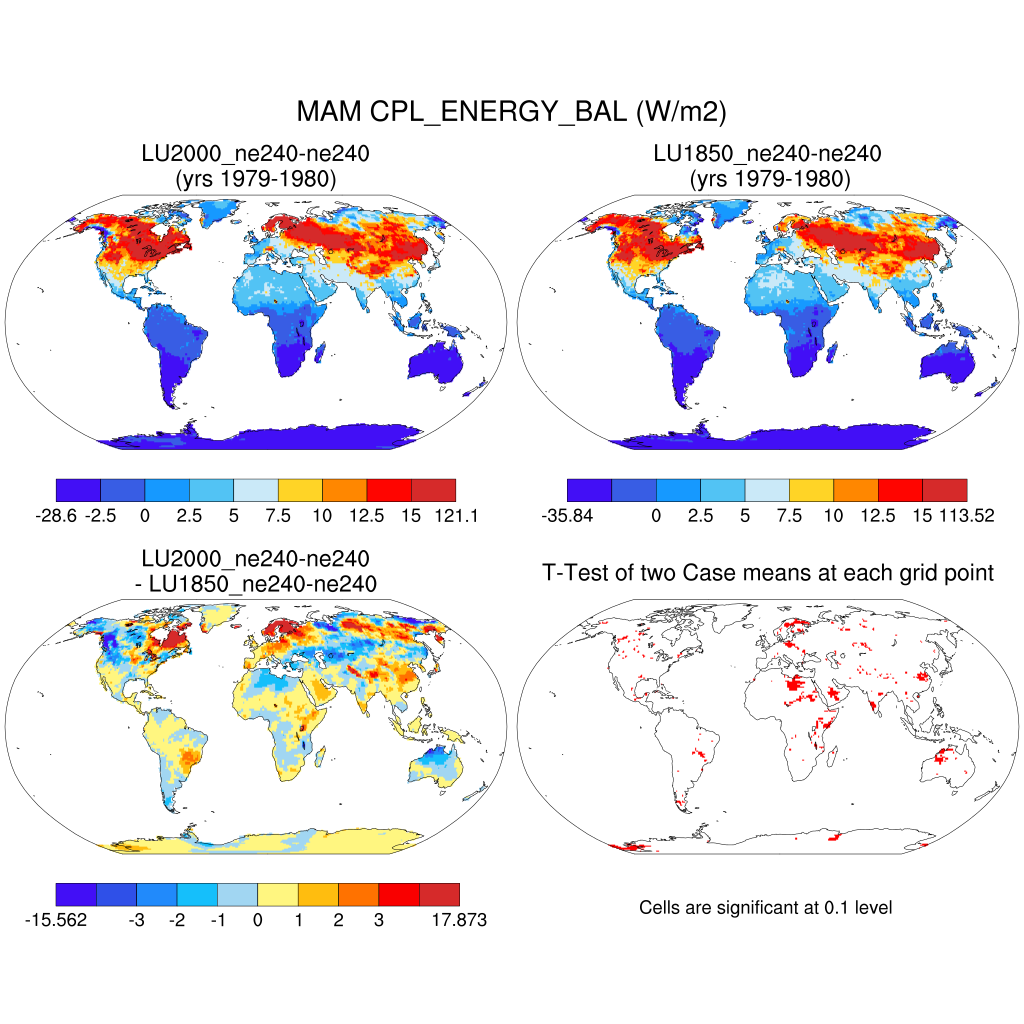 MAM CPL_ENERGY_BAL (W/m2)
LU2000_ne240-ne240
(yrs 1979-1980)
LU1850_ne240-ne240
(yrs 1979-1980)
-28.6 -2.5 0 2.5 5 7.5 10 12.5 15 121.1
-35.84 0 2.5 5 7.5 10 12.5 15 113.52
LU2000_ne240-ne240
- LU1850_ne240-ne240
T-Test of two Case means at each grid point
-15.562 -3 -2 -1 0 1 2 3 17.873
Cells are significant at 0.1 level